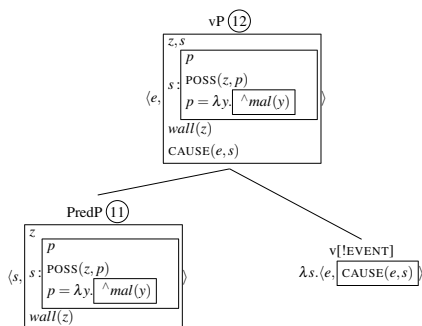 vP ⑫
z,s
p
⟨e, s: POSS(z, p) ⟩
p = λy. ^mal(y)
wall(z)
CAUSE(e,s)
PredP ⑪
z
p
⟨s, s: POSS(z, p) ⟩
p = λy. ^mal(y)
wall(z)
v[!EVENT]
λs.⟨e, CAUSE(e,s) ⟩